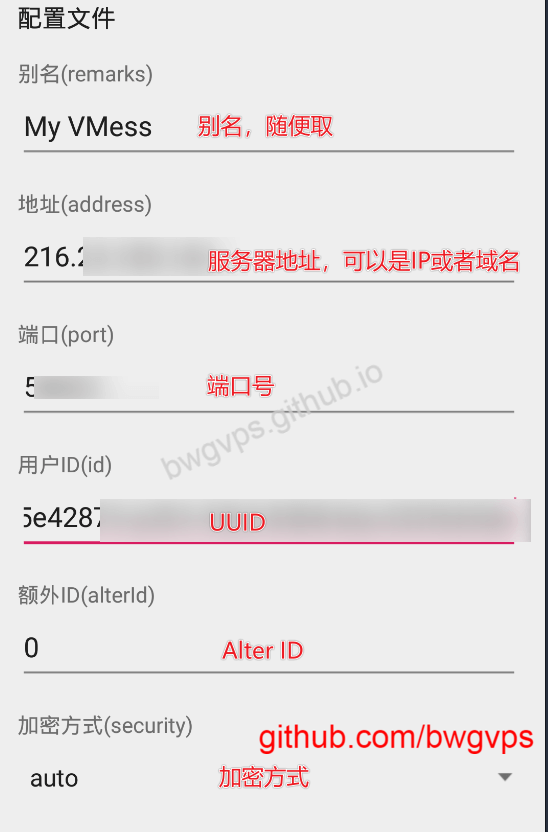 配置文件
别名(remarks)
My VMess 别名，随便取
地址(address)
216.2 服务器地址，可以是IP或者域名
端口(port)
5 端口号
bwgvps.github.io
用户ID(id)
5e4287 UUID
额外ID(alterId)
0 Alter ID
加密方式(security)
github.com/bwgvps
auto 加密方式